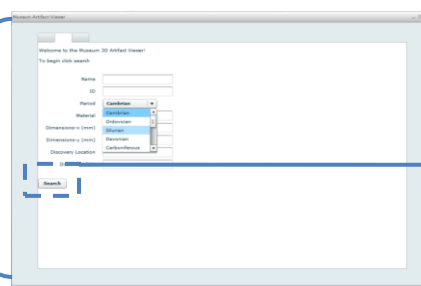 Museum Artifact Viewer
Welcome to the Museum 3D Artifact Viewer!
To begin click search
Name
ID
Period Cambrian
Cambrian
Material
Ordovician
Silurian
Dimensions-x (mm)
Devonian
Dimensions-y (mm)
Carboniferous
Discovery Location
Search